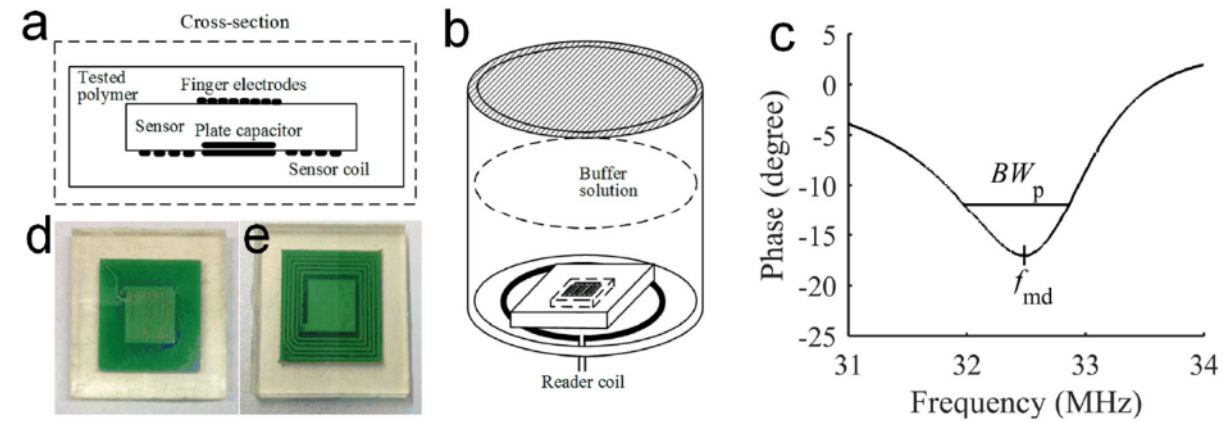 a
Cross-section
Tested
polymer
Finger electrodes
Sensor
Plate capacitor
Sensor coil
b
Buffer
solution
Reader coil
c
5
0
-5
-10
-15
-20
-25
Phase (degree)
BWp
fmd
31
32
33
34
Frequency (MHz)
d
e